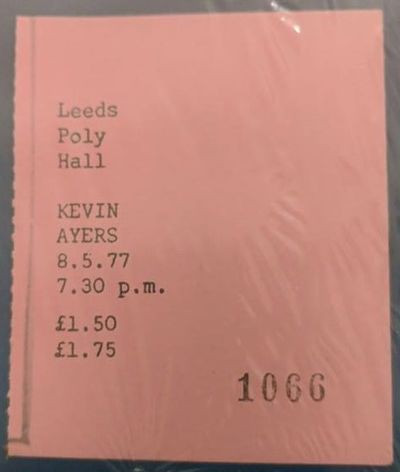 Leeds
Poly
Hall
KEVIN
AYERS
8.5.77
7.30 p.m.
£1.50
£1.75
1066